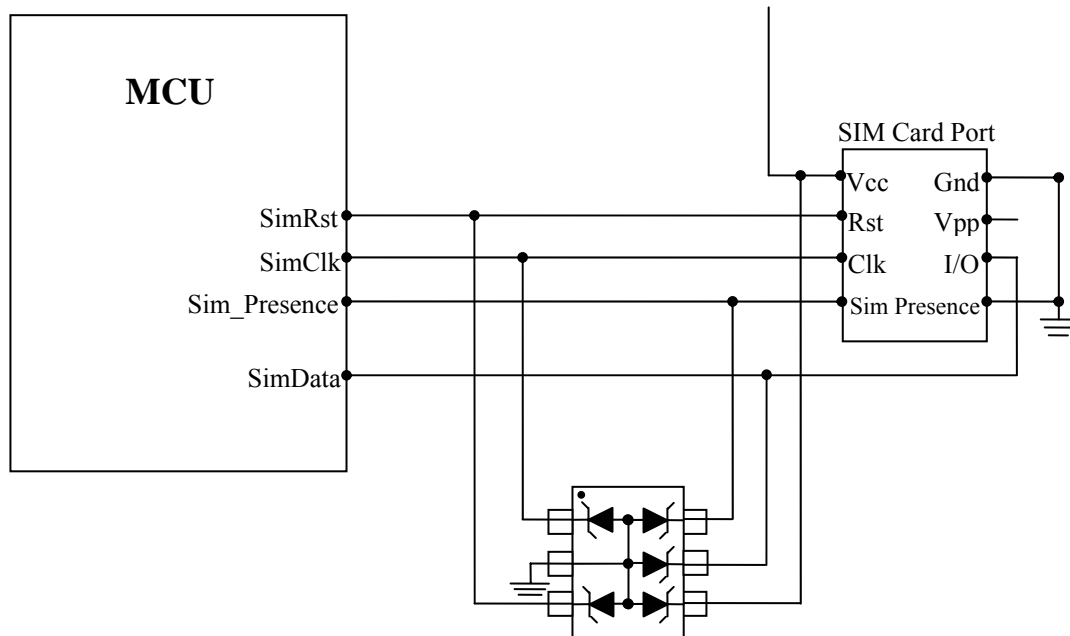 MCU
SimRst
SimClk
Sim_Presence
SimData
SIM Card Port
Vcc Gnd
Rst Vpp
Clk I/O
Sim Presence